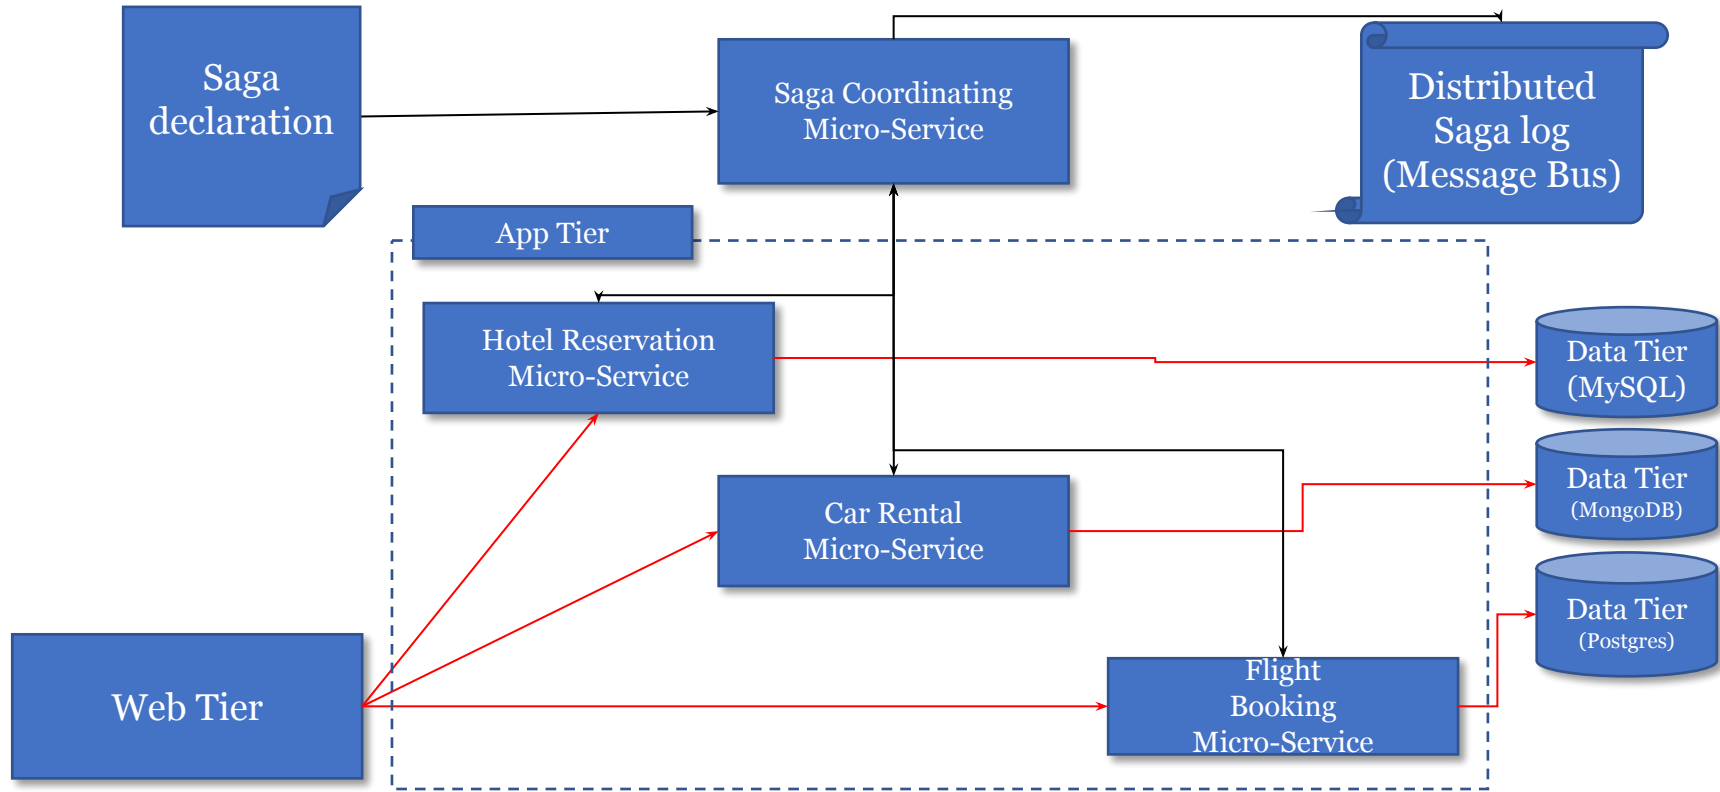 Saga
declaration
Saga Coordinating
Micro-Service
Distributed
Saga log
(Message Bus)
App Tier
Hotel Reservation
Micro-Service
Data Tier
(MySQL)
Car Rental
Micro-Service
Data Tier
(MongoDB)
Data Tier
(Postgres)
Web Tier
Flight
Booking
Micro-Service